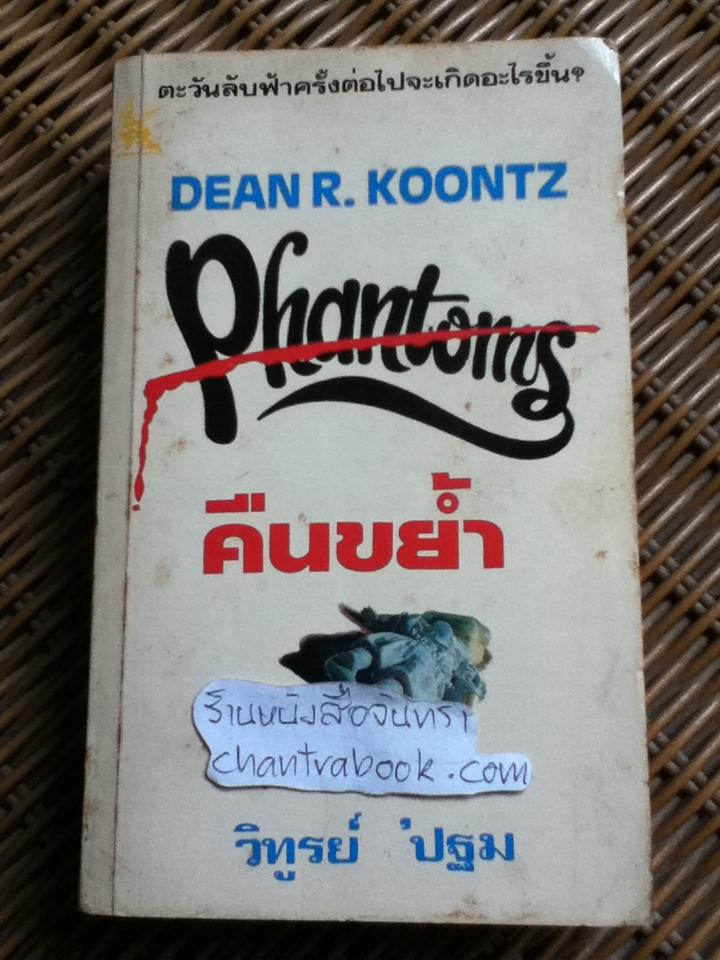 ตะวันลับฟ้าครั้งต่อไปจะเกิดอะไรขึ้น?
DEAN R. KOONTZ
Phantoms
คืนขย้ำ
ร้านหนังสือจันทรา
chantrabook.com
วิทูรย์ ่ปฐม